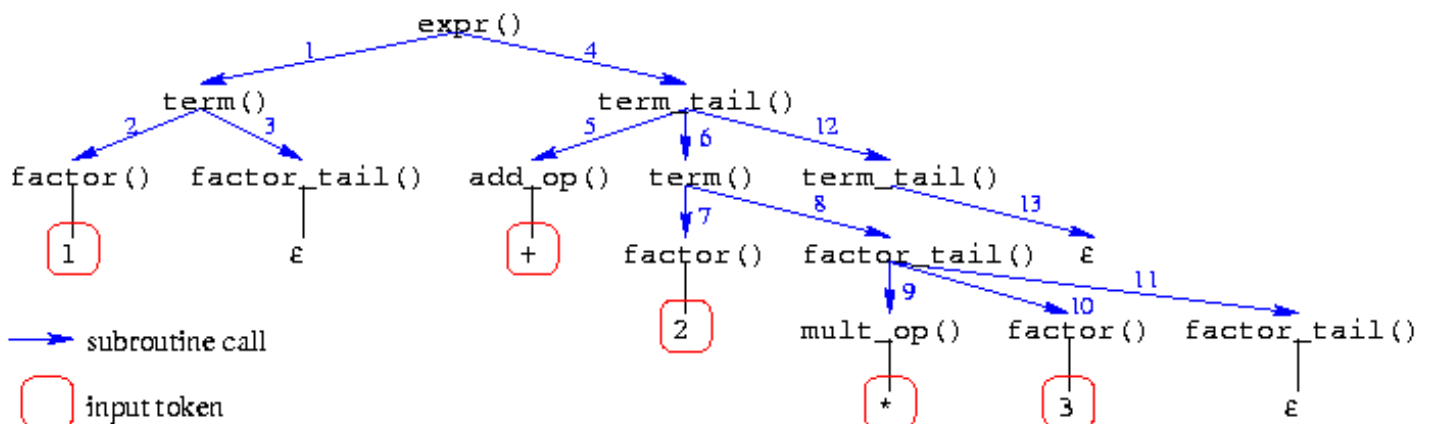 expr()
1 4
term() term_tail()
2 3 5 6 12
factor() factor_tail() add_op() term() term_tail()
7 8 13
1 ε + factor() factor_tail() ε
9 10 11
2 mult_op() factor() factor_tail()
subroutine call
* 3 ε
input token